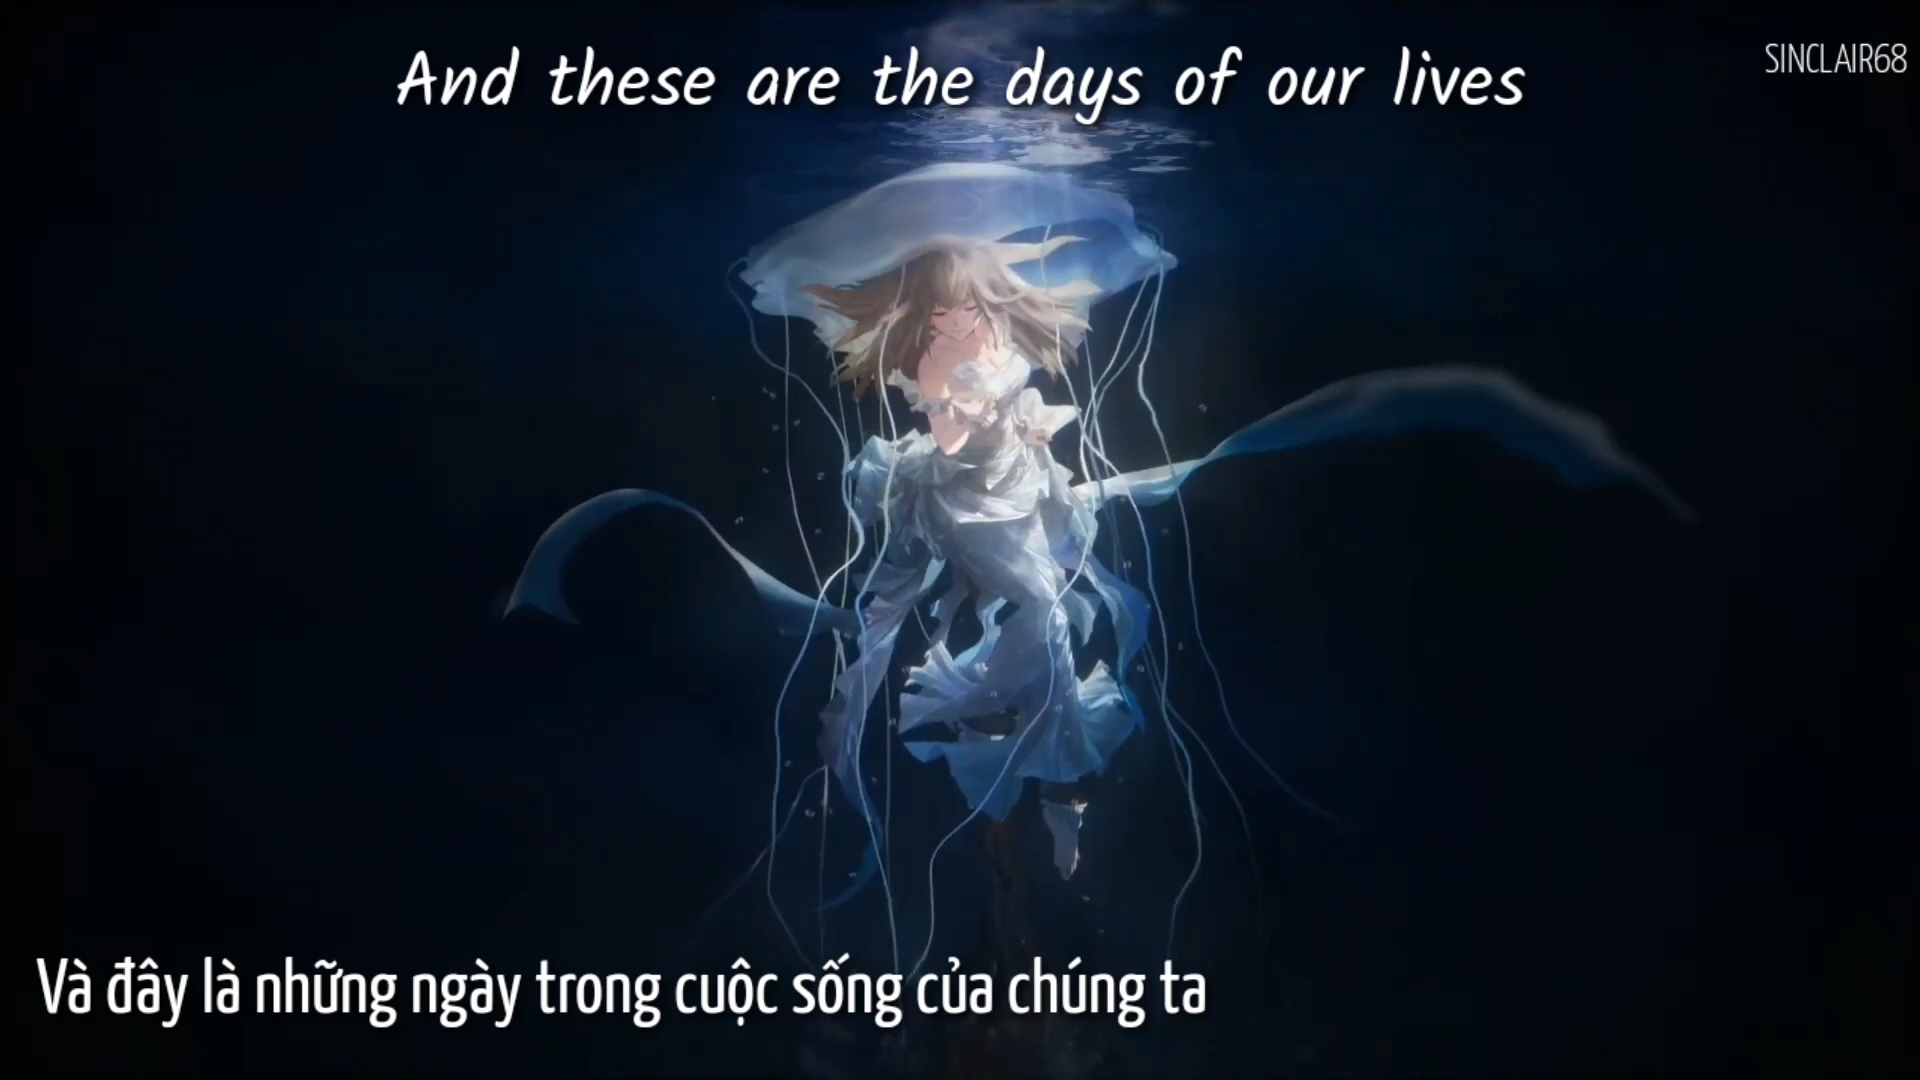 And these are the days of our lives
SINCLAIR68
Và đây là những ngày trong cuộc sống của chúng ta